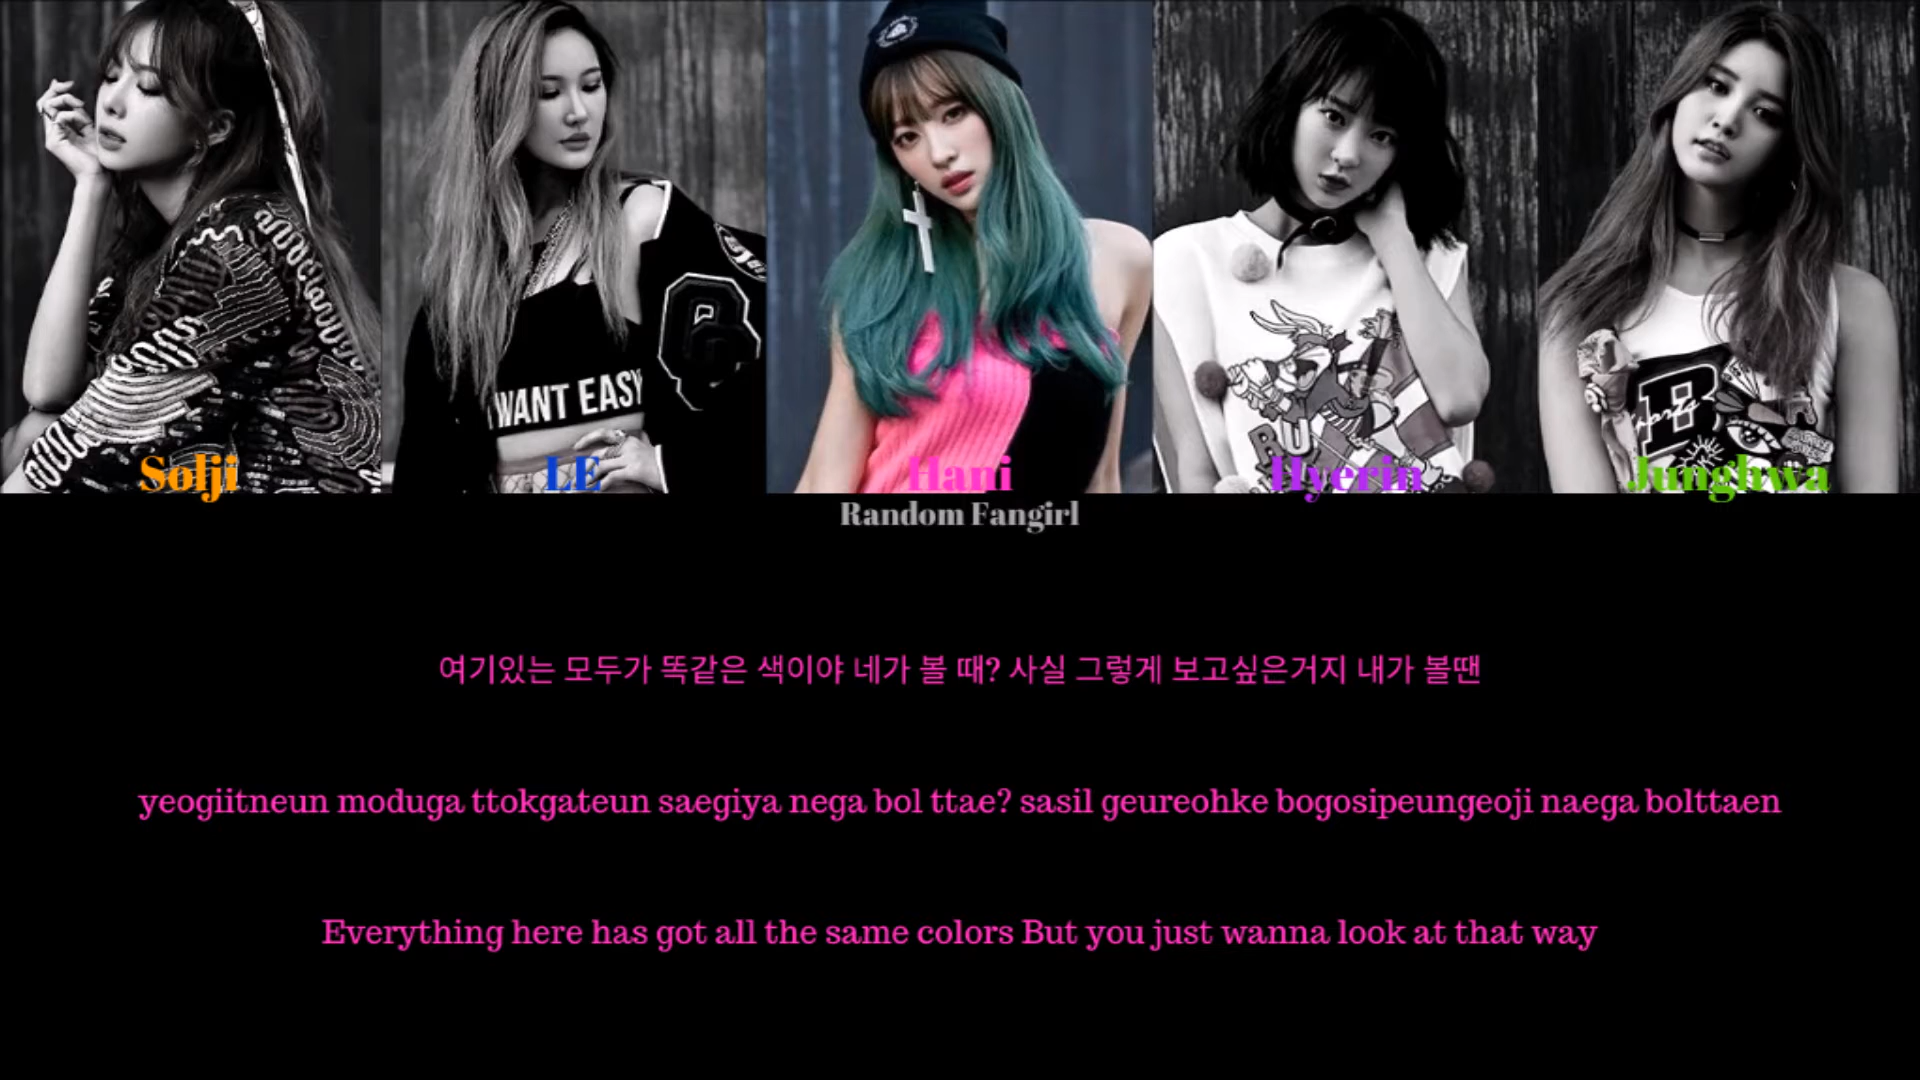 WANT EASY
RU
Solji
LE
Hani
Hyerin
Junghwa
Random Fangirl
여기있는 모두가 똑같은 색이야 네가 볼 때? 사실 그렇게 보고싶은거지 내가 볼땐
yeogiitneun moduga ttokgateun saegiya nega bol ttae? sasil geureohke bogosipeungeoji naega bolttaen
Everything here has got all the same colors But you just wanna look at that way